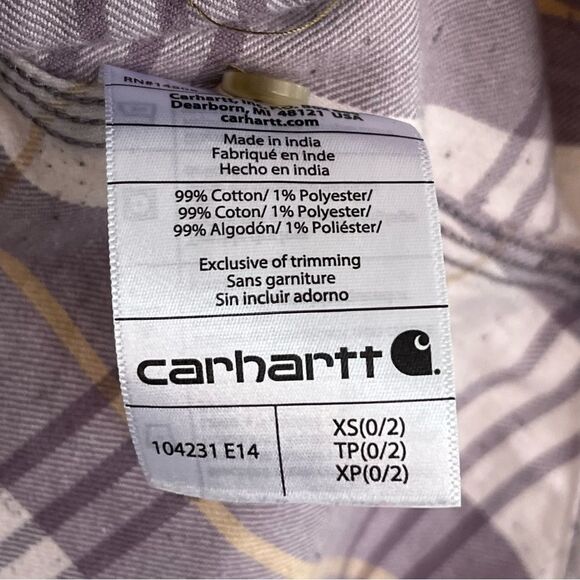 Dearborn, MI 48121 USA
carhartt.com
Made in India
Fabriqué en inde
Hecho en india
99% Cotton/ 1% Polyester/
99% Coton/ 1% Polyester/
99% Algodón/ 1% Poliéster/
Exclusive of trimming
Sans garniture
Sin incluir adorno
carhartt
104231 E14
XS(0/2)
TP(0/2)
XP(0/2)